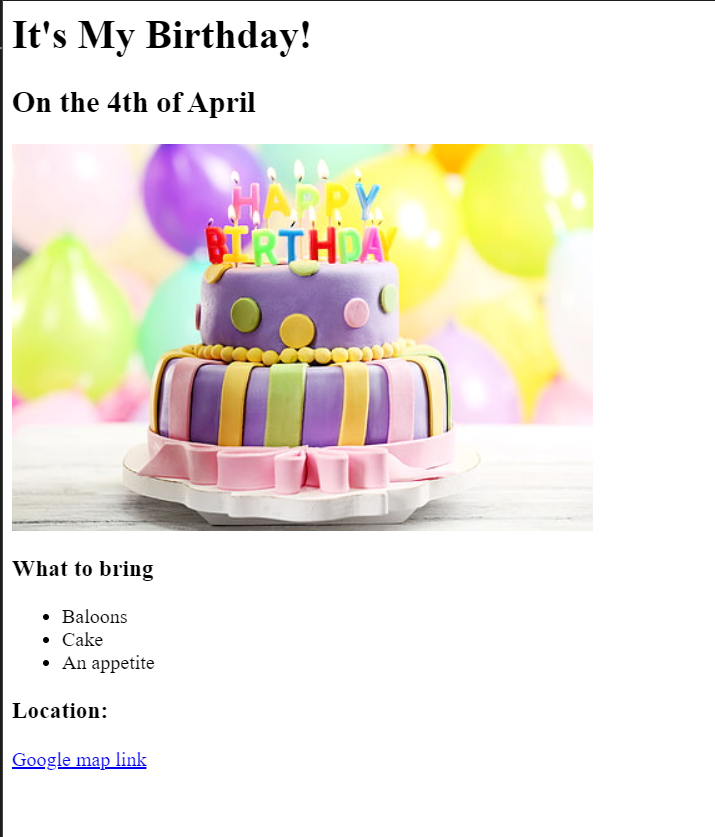 It's My Birthday!
On the 4th of April
HAPPY
BIRTHDAY
What to bring
Baloons
Cake
An appetite
Location:
Google map link